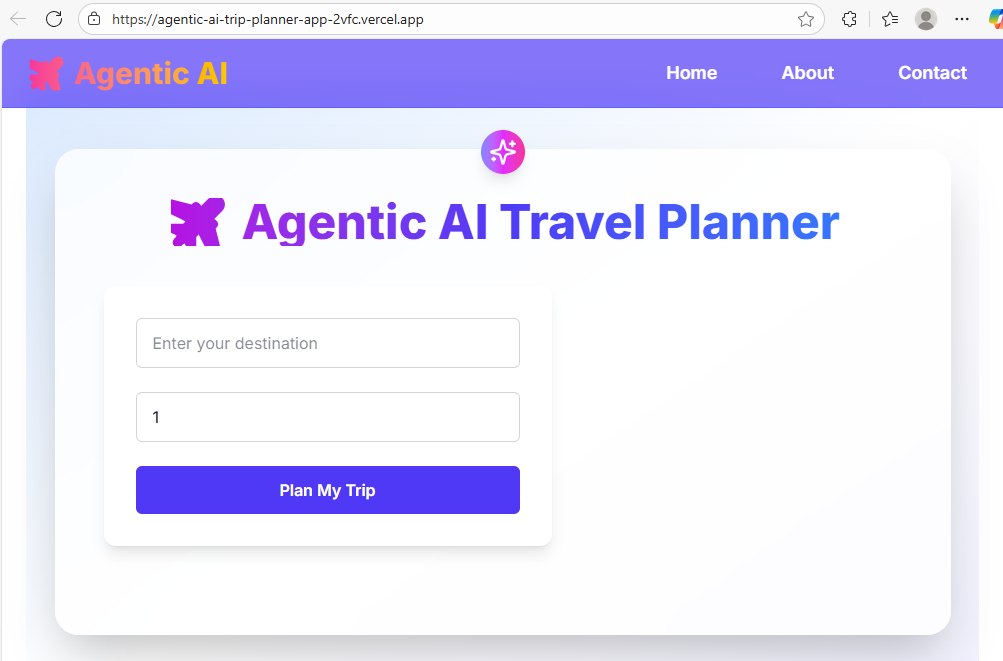 https://agentic-ai-trip-planner-app-2vfc.vercel.app
Agentic AI Home About Contact
Agentic AI Travel Planner
Enter your destination
1
Plan My Trip